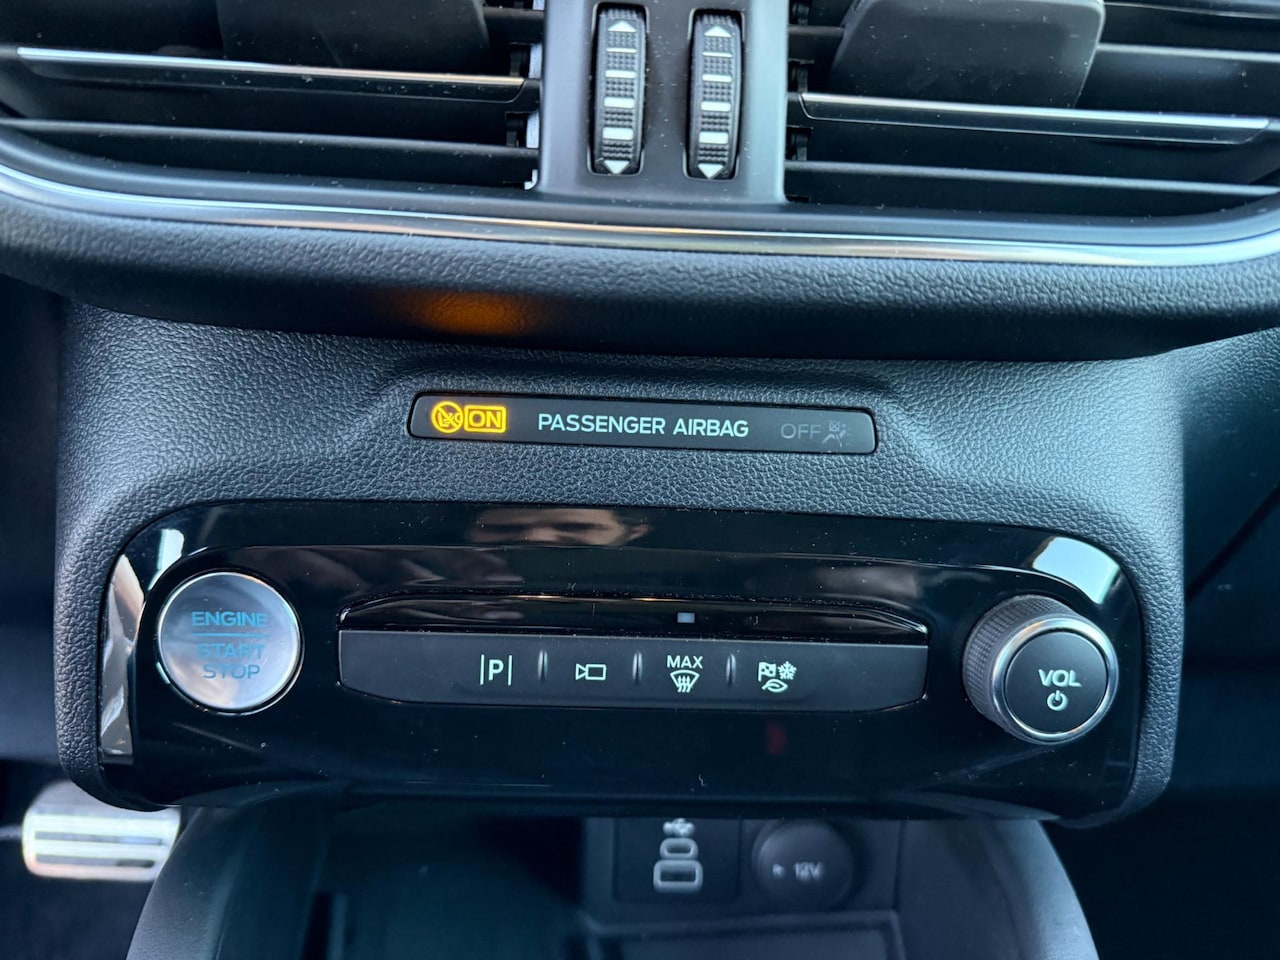 ON PASSENGER AIRBAG OFF
ENGINE
START
STOP
P
MAX
VOL
12V